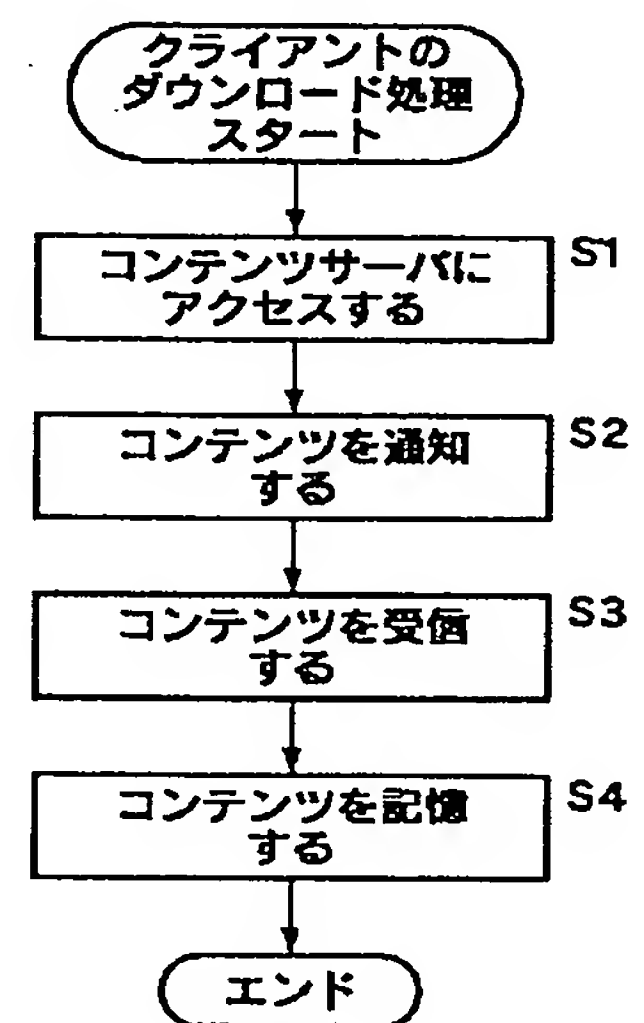 クライアントの
ダウンロード処理
スタート
コンテンツサーバに
アクセスする
S1
コンテンツを通知
する
S2
コンテンツを受信
する
S3
コンテンツを記憶
する
S4
エンド